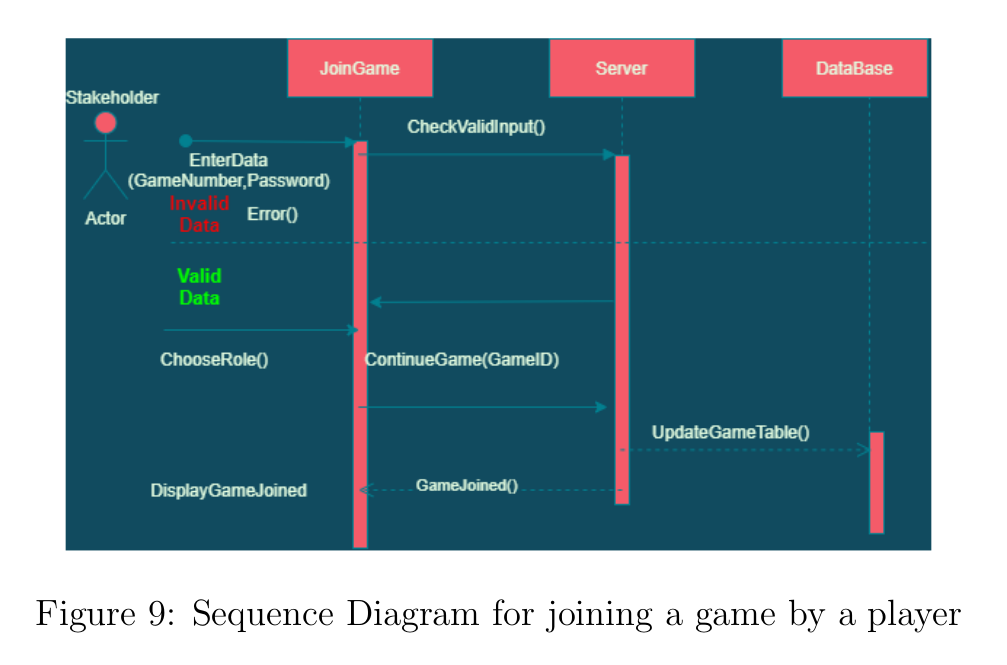 JoinGame
Server
DataBase
Stakeholder
CheckValidInput()
EnterData
(GameNumber,Password)
Invalid
Data
Error()
Actor
Valid
Data
ChooseRole()
ContinueGame(GameID)
UpdateGameTable()
DisplayGameJoined
GameJoined()
Figure 9: Sequence Diagram for joining a game by a player